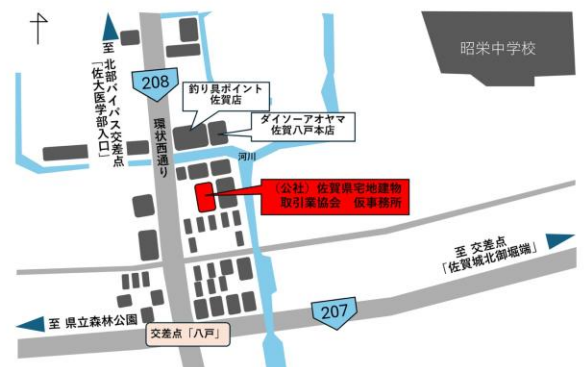 昭栄中学校
至 北部バイパス交差点
「佐大医学部入口」
208
釣り具ポイント
佐賀店
ダイソーアオヤマ
佐賀八戸本店
環状西通り
河川
（公社）佐賀県宅地建物
取引業協会　仮事務所
至 交差点
「佐賀城北御堀端」
至 県立森林公園
交差点「八戸」
207